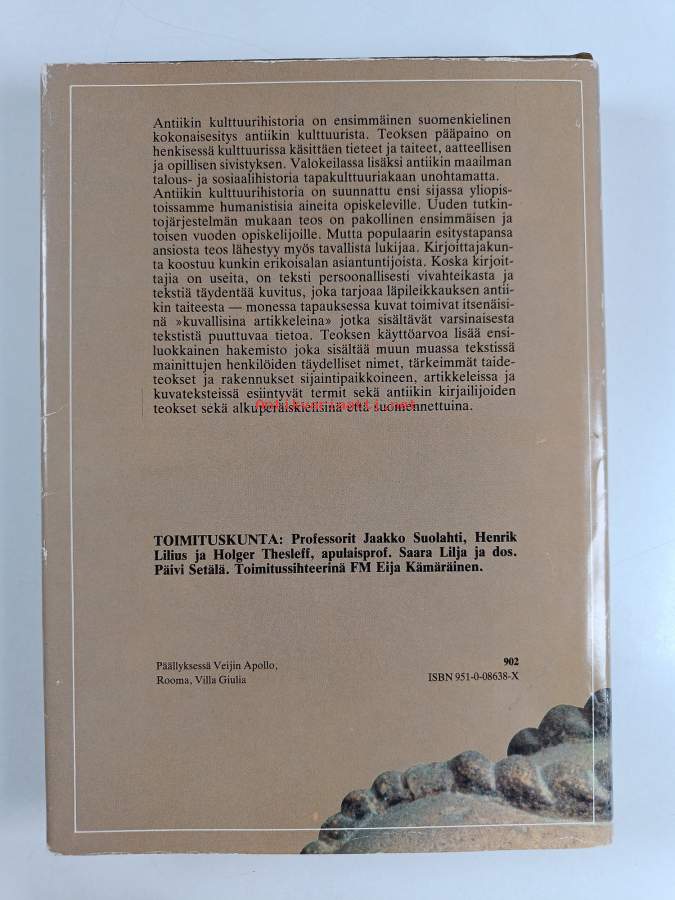 Antiikin kulttuurihistoria on ensimmäinen suomenkielinen
kokonaisesitys antiikin kulttuurista. Teoksen pääpaino on
henkisessä kulttuurissa käsittäen tieteet ja taiteet, aatteellisen
ja opillisen sivistyksen. Valokeilassa lisäksi antiikin maailman
talous- ja sosiaalihistoria tapakulttuuriakaan unohtamatta.
Antiikin kulttuurihistoria on suunnattu ensi sijassa yliopis-
toissamme humanistisia aineita opiskeleville. Uuden tutkin-
tojärjestelmän mukaan teos on pakollinen ensimmäisen ja
toisen vuoden opiskelijoille. Mutta populaarin esitystapansa
ansiosta teos lähestyy myös tavallista lukijaa. Kirjoittajakun-
ta koostuu kunkin erikoisalan asiantuntijoista. Koska kirjoit-
tajia on useita, on teksti persoonallisesti vivahteikasta ja
tekstiä täydentää kuvitus, joka tarjoaa läpileikkauksen antii-
kin taiteesta — monessa tapauksessa kuvat toimivat itsenäisi-
nä »kuvallisina artikkeleina» jotka sisältävät varsinaisesta
tekstistä puuttuvaa tietoa. Teoksen käyttöarvoa lisää ensi-
luokkainen hakemisto joka sisältää muun muassa tekstissä
mainittujen henkilöiden täydelliset nimet, tärkeimmät taide-
teokset ja rakennukset sijaintipaikkoineen, artikkeleissa ja
kuvateksteissä esiintyvät termit sekä antiikin kirjailijoiden
teokset sekä alkuperäiskielisinä että suomennettuina.
Antikvariaatti.net
TOIMITUSKUNTA: Professorit Jaakko Suolahti, Henrik
Lilius ja Holger Thesleff, apulaisprof. Saara Lilja ja dos.
Päivi Setälä. Toimitussihteerinä FM Eija Kämäräinen.
Päällyksessä Veijin Apollo,
Rooma, Villa Giulia
902
ISBN 951-0-08638-X